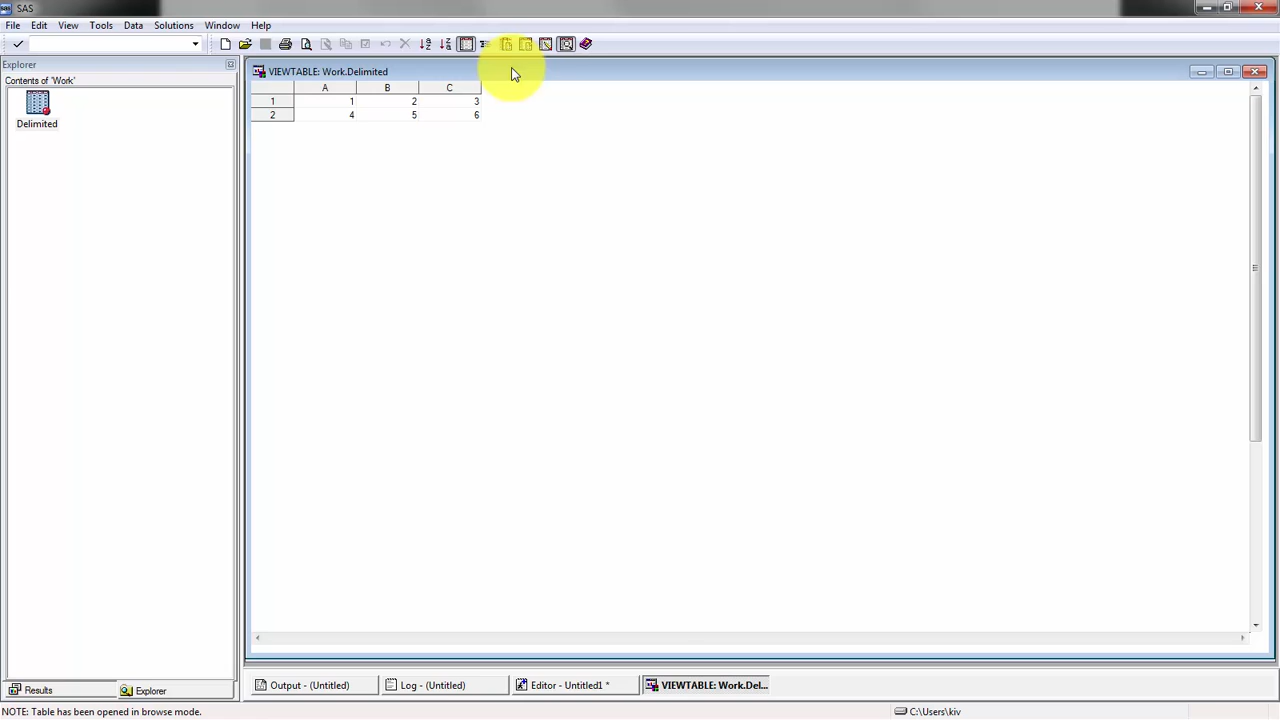 SAS
File Edit View Tools Data Solutions Window Help
Explorer
Contents of 'Work'
Delimited
VIEWTABLE: Work.Delimited
A B C
1 1 2 3
2 4 5 6
Results
Explorer
Output - (Untitled)
Log - (Untitled)
Editor - Untitled1 *
VIEWTABLE: Work.Del...
NOTE: Table has been opened in browse mode.
C:\Users\kiv